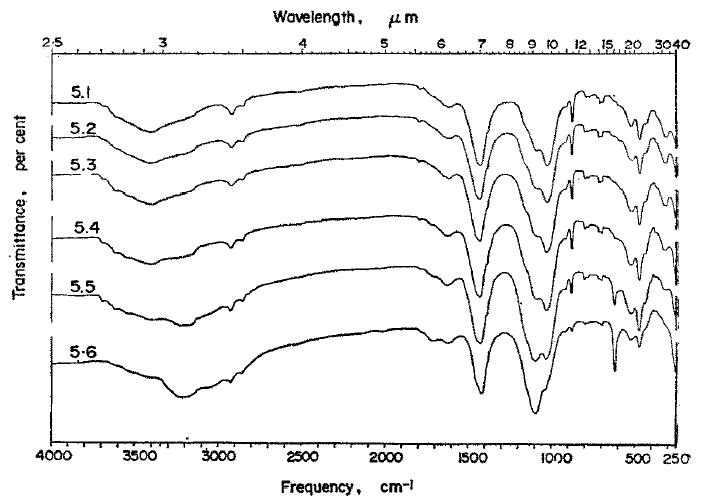 Wavelength, μm
2·5 3 4 5 6 7 8 9 10 12 15 20 30 40
Transmittance, per cent
5.1
5.2
5.3
5.4
5.5
5·6
4000 3500 3000 2500 2000 1500 1000 500 250
Frequency, cm-1